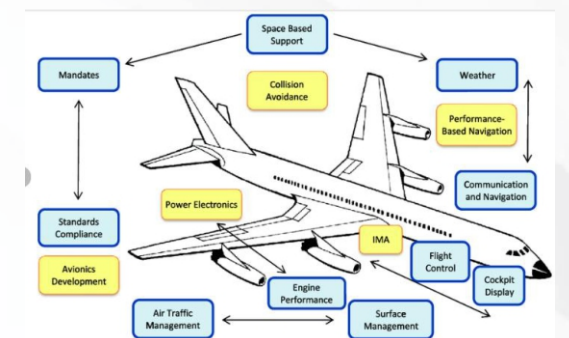 Space Based
Support
Mandates
Weather
Collision
Avoidance
Performance-
Based Navigation
Communication
and Navigation
Power Electronics
Standards
Compliance
IMA
Flight
Control
Avionics
Development
Cockpit
Display
Engine
Performance
Air Traffic
Management
Surface
Management